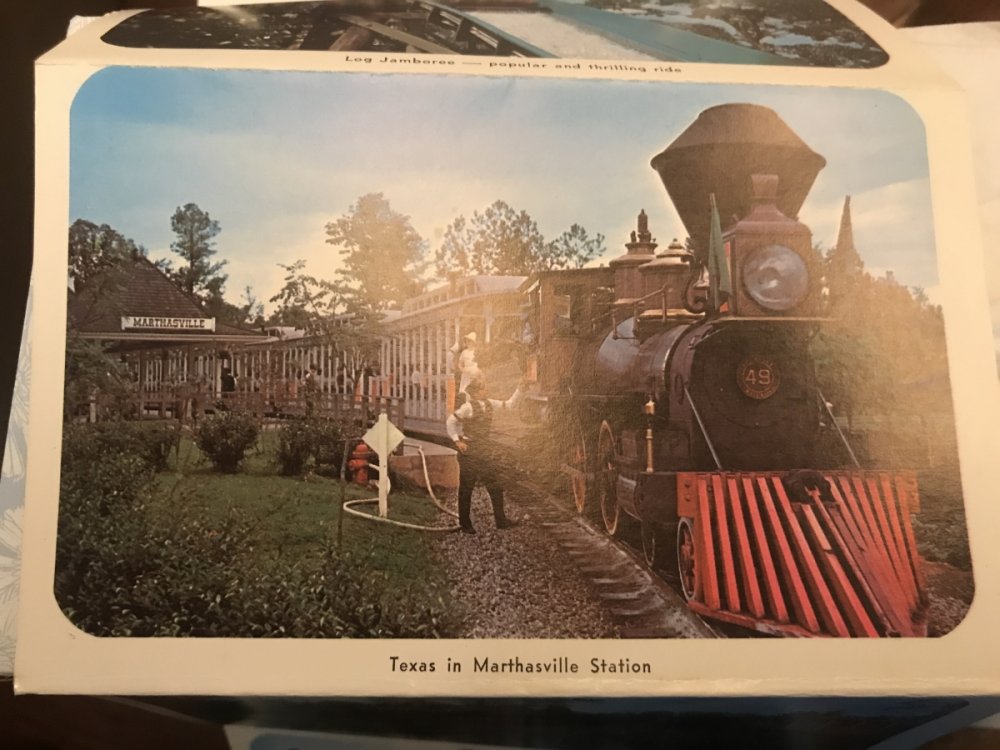 Log Jamboree — popular and thrilling ride
MARTHASVILLE
49
Texas in Marthasville Station